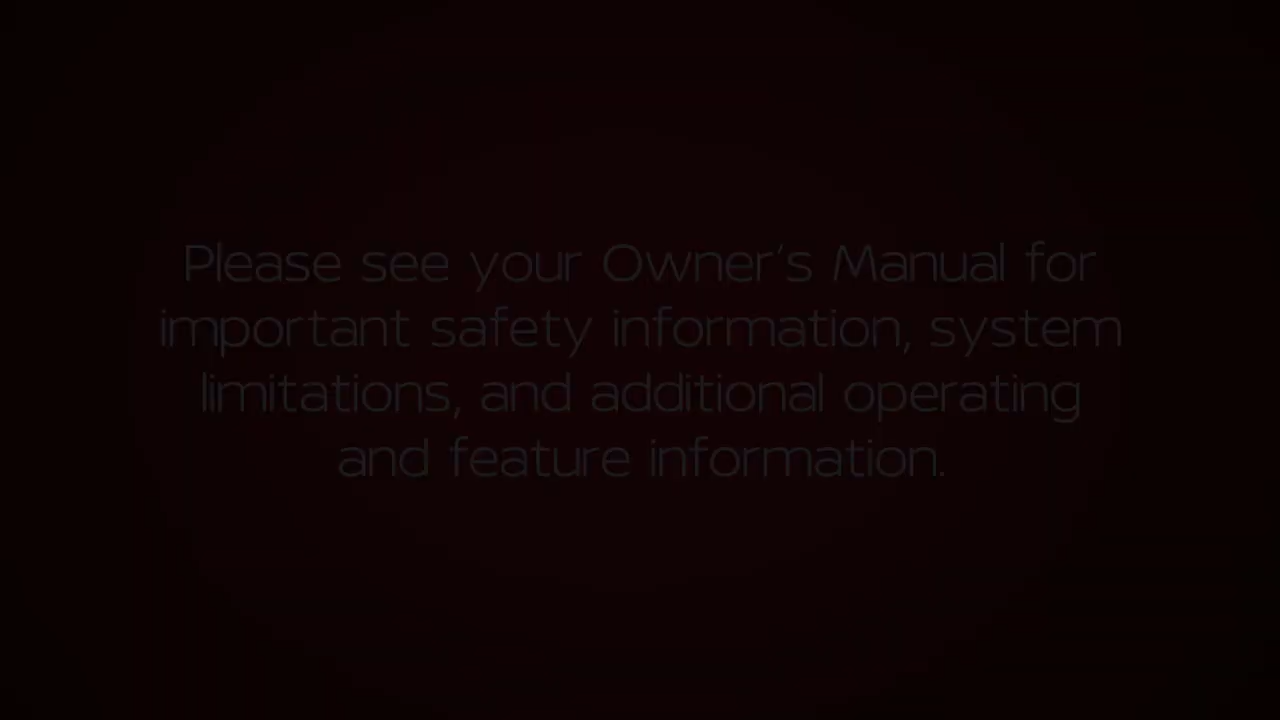 Please see your Owner’s Manual for
important safety information, system
limitations, and additional operating
and feature information.